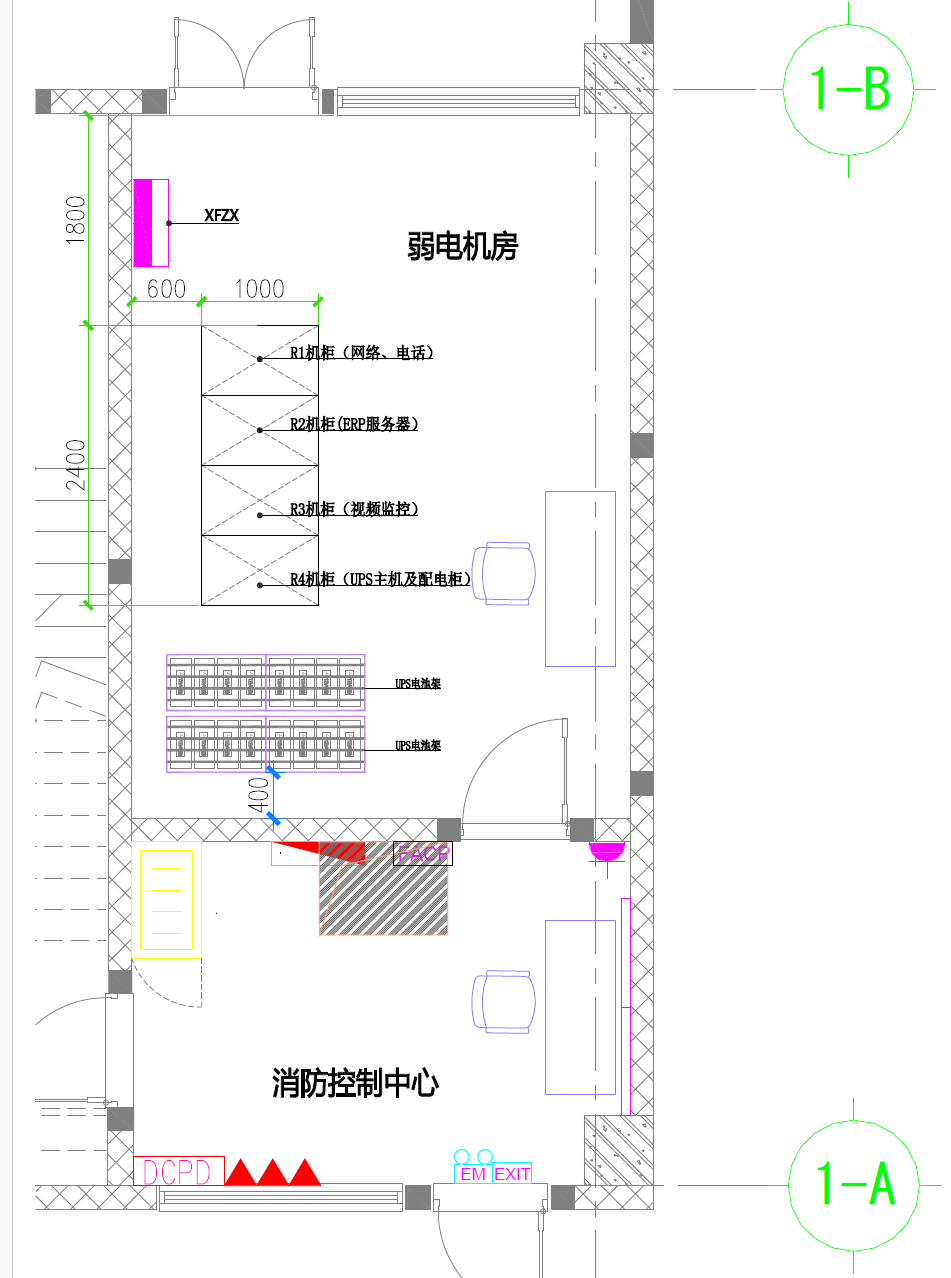 1-B
1800
XFZX
弱电机房
600
1000
R1机柜（网络、电话）
R2机柜(ERP服务器）
2400
R3机柜（视频监控）
R4机柜（UPS主机及配电柜）
UPS电池架
UPS电池架
400
FACP
消防控制中心
DCPD
EM
EXIT
1-A